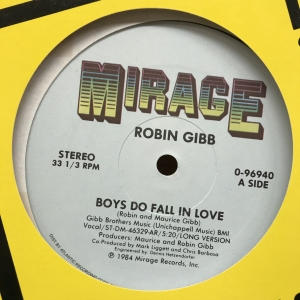 MIRAGE
ROBIN GIBB
STEREO
33 1/3 RPM
0-96940
A SIDE
BOYS DO FALL IN LOVE
(Robin and Maurice Gibb)
Gibb Brothers Music (Unichappell Music) BMI
Vocal/ST-DM-46329-AR/5:20/LONG VERSION
Producers: Maurice and Robin Gibb
Co-Produced by Mark Liggett and Chris Barbosa
Engineered by: Dennis Hetzendorfer
℗ 1984 Mirage Records, Inc.